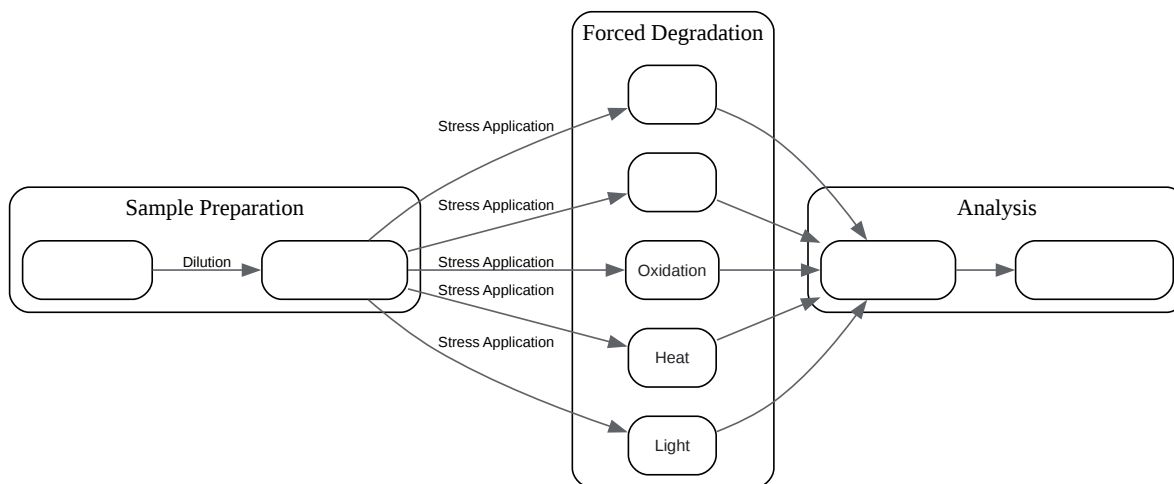 Forced Degradation
Stress Application
Sample Preparation
Stress Application
Analysis
Dilution
Stress Application
Oxidation
Stress Application
Stress Application
Heat
Light